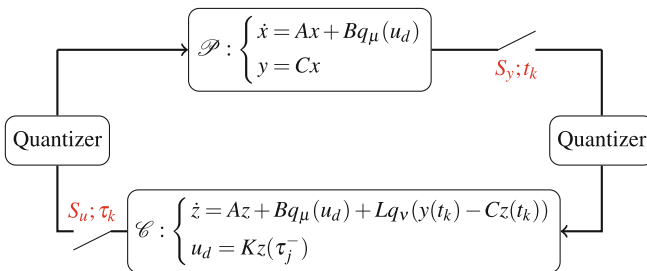 𝒫 : { ẋ = Ax + Bq_μ(u_d)
y = Cx
S_y; t_k
Quantizer
Quantizer
S_u; τ_k
𝒞 : { ż = Az + Bq_μ(u_d) + Lq_ν(y(t_k) − Cz(t_k))
u_d = Kz(τ_j^−)